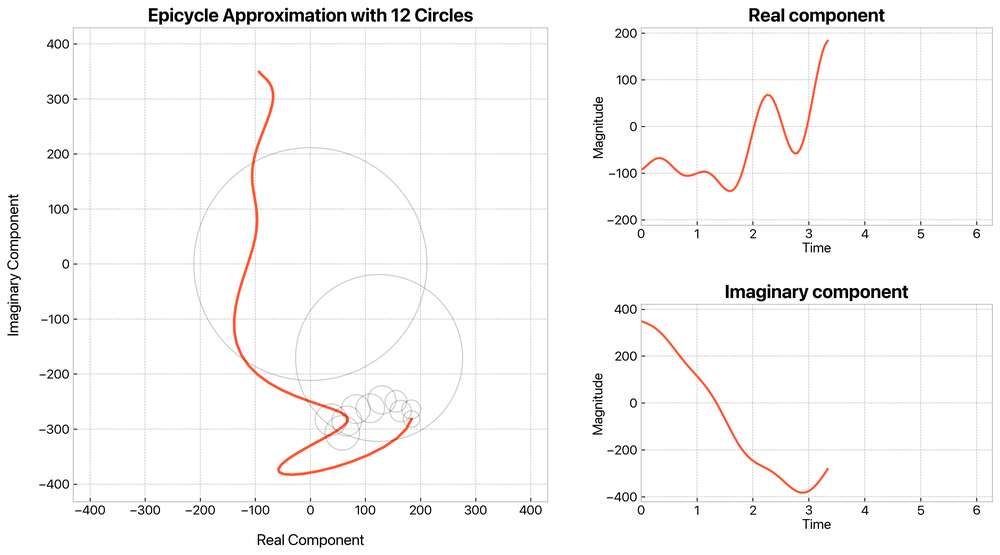 Epicycle Approximation with 12 Circles
400
300
200
100
0
−100
−200
−300
−400
−400 −300 −200 −100 0 100 200 300 400
Imaginary Component
Real Component
Real component
200
100
0
−100
−200
0 1 2 3 4 5 6
Magnitude
Time
Imaginary component
400
200
0
−200
−400
0 1 2 3 4 5 6
Magnitude
Time